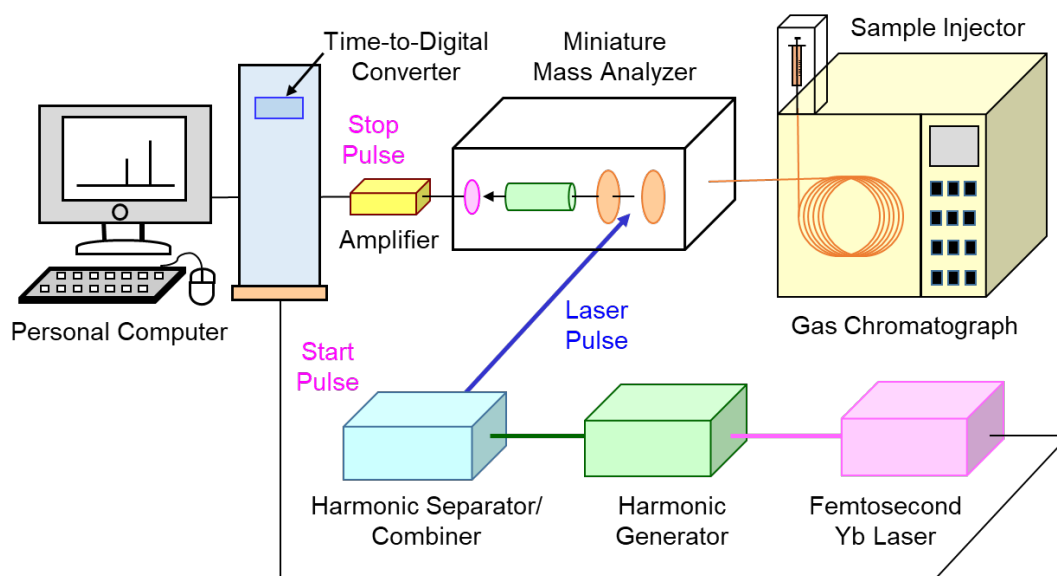 Time-to-Digital
Converter
Miniature
Mass Analyzer
Sample Injector
Stop
Pulse
Amplifier
Personal Computer
Laser
Pulse
Gas Chromatograph
Start
Pulse
Harmonic Separator/
Combiner
Harmonic
Generator
Femtosecond
Yb Laser